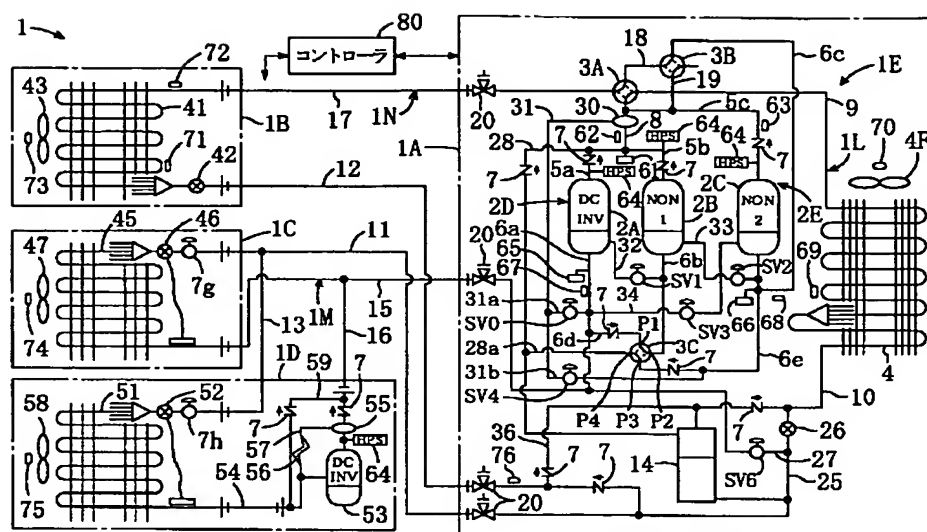 1
80
コントローラ
72
43
41
1B
73
71
42
17
1N
12
20
18
3A
3B
19
6c
1E
9
31
30
5c
63
8
64
HPS
62
28
7
5b
64
HPS
1A
7
5a
HPS
64
61
7
2C
1L
70
4F
2D
DC
INV
2A
NON
1
2B
NON
2
2E
47
45
46
1C
11
7g
20
6a
65
67
32
33
6b
SV1
SV2
69
74
13
1M
15
16
31a
SV0
34
SV3
66
68
6d
7
P1
3C
28a
31b
7
6e
4
SV4
P4
P3
P2
10
1D
59
7
58
51
52
7
55
57
56
HPS
64
7h
DC
INV
53
75
54
36
76
7
7
14
7
26
SV6
27
25
20